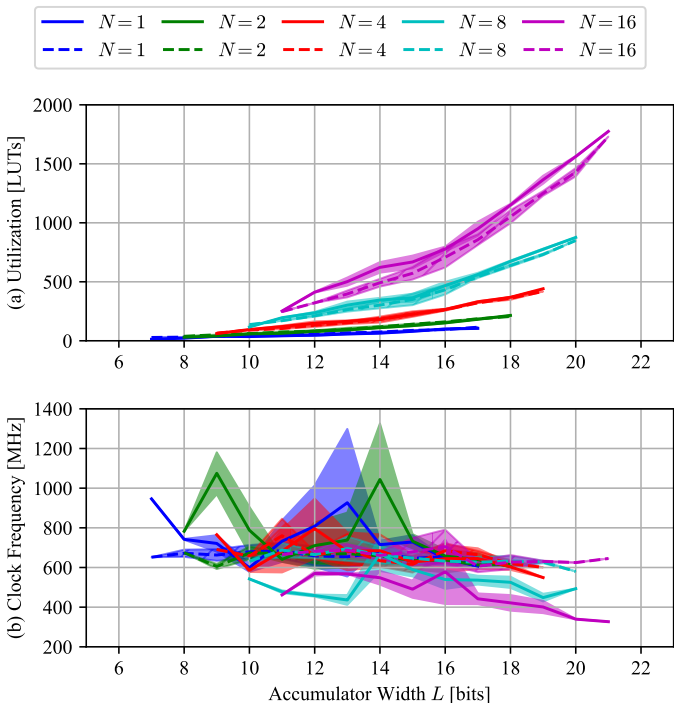 N = 1 N = 2 N = 4 N = 8 N = 16
N = 1 N = 2 N = 4 N = 8 N = 16
2000
1500
1000
500
0
(a) Utilization [LUTs]
6 8 10 12 14 16 18 20 22
1400
1200
1000
800
600
400
200
(b) Clock Frequency [MHz]
6 8 10 12 14 16 18 20 22
Accumulator Width L [bits]